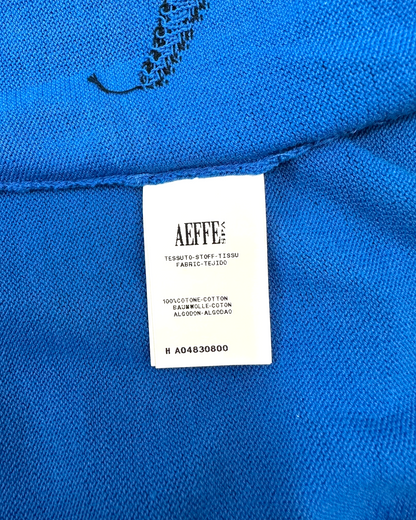 AEFFE SPA
TESSUTO-STOFF-TISSU
FABRIC-TEJIDO
100%COTONE-COTTON
BAUMWOLLE-COTON
ALGODON-ALGODAO
H A04830800